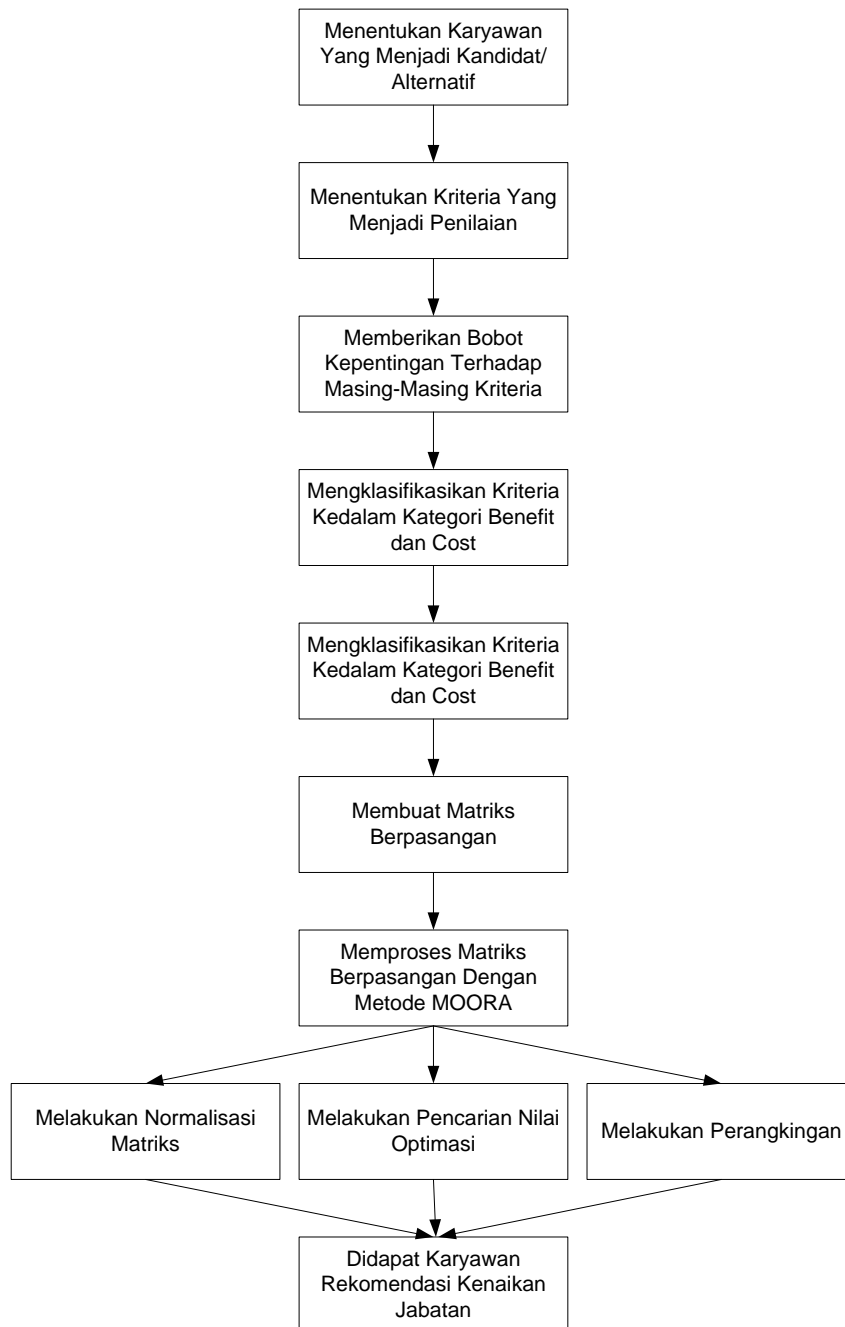 Menentukan Karyawan
Yang Menjadi Kandidat/
Alternatif
Menentukan Kriteria Yang
Menjadi Penilaian
Memberikan Bobot
Kepentingan Terhadap
Masing-Masing Kriteria
Mengklasifikasikan Kriteria
Kedalam Kategori Benefit
dan Cost
Mengklasifikasikan Kriteria
Kedalam Kategori Benefit
dan Cost
Membuat Matriks
Berpasangan
Memproses Matriks
Berpasangan Dengan
Metode MOORA
Melakukan Normalisasi
Matriks
Melakukan Pencarian Nilai
Optimasi
Melakukan Perangkingan
Didapat Karyawan
Rekomendasi Kenaikan
Jabatan